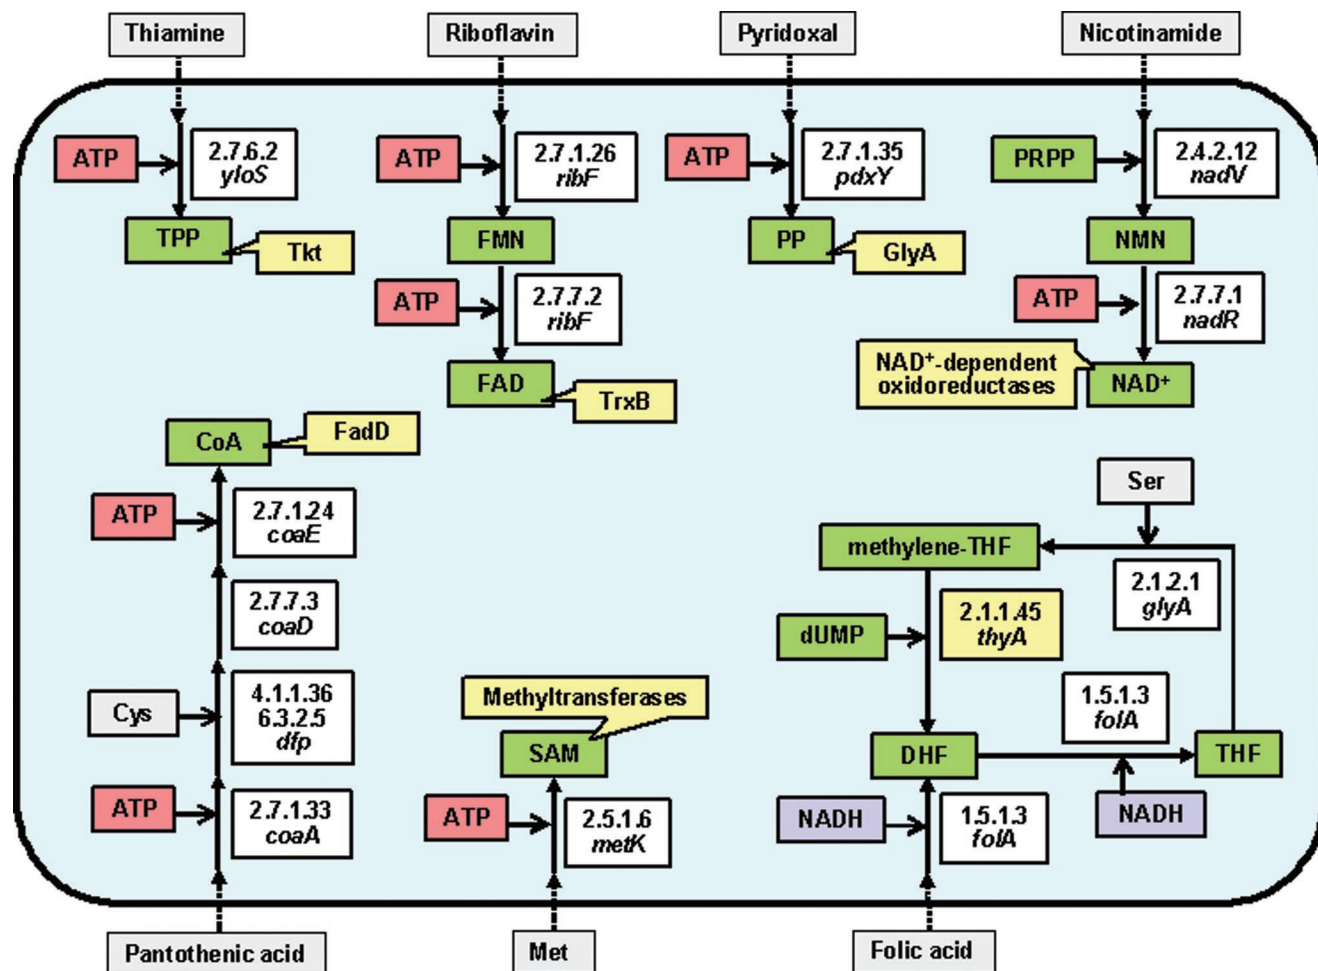 Thiamine
Riboflavin
Pyridoxal
Nicotinamide
ATP
2.7.6.2
yloS
TPP
Tkt
ATP
2.7.1.26
ribF
FMN
ATP
2.7.7.2
ribF
FAD
TrxB
ATP
2.7.1.35
pdxY
PP
GlyA
PRPP
2.4.2.12
nadV
NMN
ATP
2.7.7.1
nadR
NAD+-dependent
oxidoreductases
NAD+
CoA
FadD
ATP
2.7.1.24
coaE
2.7.7.3
coaD
Cys
4.1.1.36
6.3.2.5
dfp
ATP
2.7.1.33
coaA
Pantothenic acid
Methyltransferases
SAM
ATP
2.5.1.6
metK
Met
Ser
methylene-THF
2.1.2.1
glyA
dUMP
2.1.1.45
thyA
1.5.1.3
folA
DHF
THF
NADH
1.5.1.3
folA
NADH
Folic acid